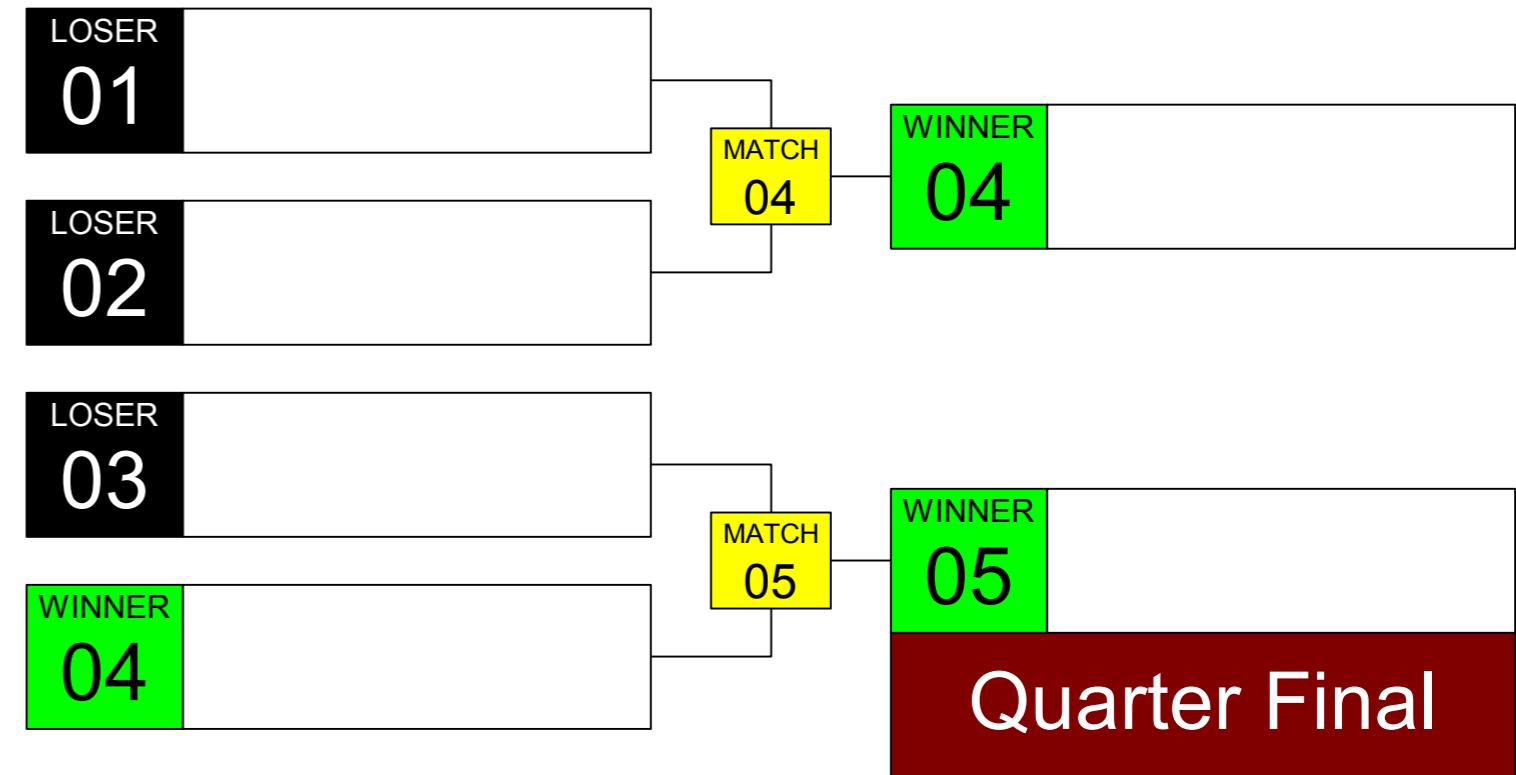 LOSER
01
LOSER
02
MATCH
04
WINNER
04
LOSER
03
WINNER
04
MATCH
05
WINNER
05
Quarter Final